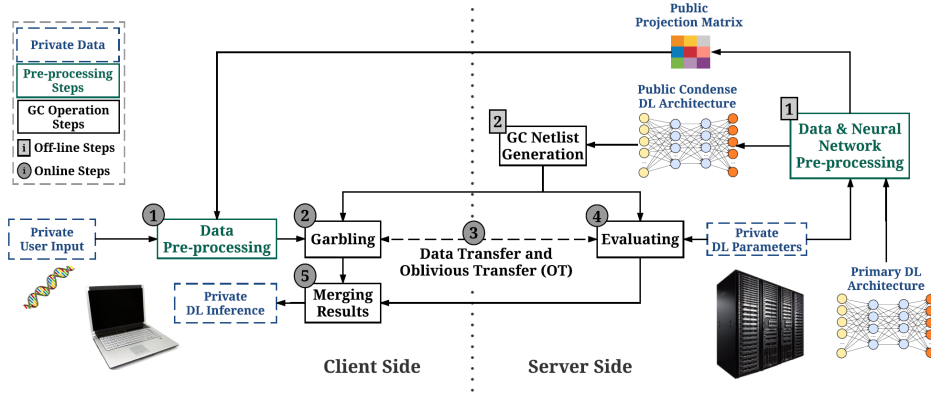 Public
Projection Matrix
Private Data
Pre-processing
Steps
GC Operation
Steps
i Off-line Steps
i Online Steps
Public Condense
DL Architecture
1
Data & Neural
Network
Pre-processing
2
GC Netlist
Generation
1
Data
Pre-processing
2
Garbling
3
Data Transfer and
Oblivious Transfer (OT)
4
Evaluating
Private
User Input
Private
DL Parameters
5
Merging
Results
Private
DL Inference
Primary DL
Architecture
Client Side
Server Side